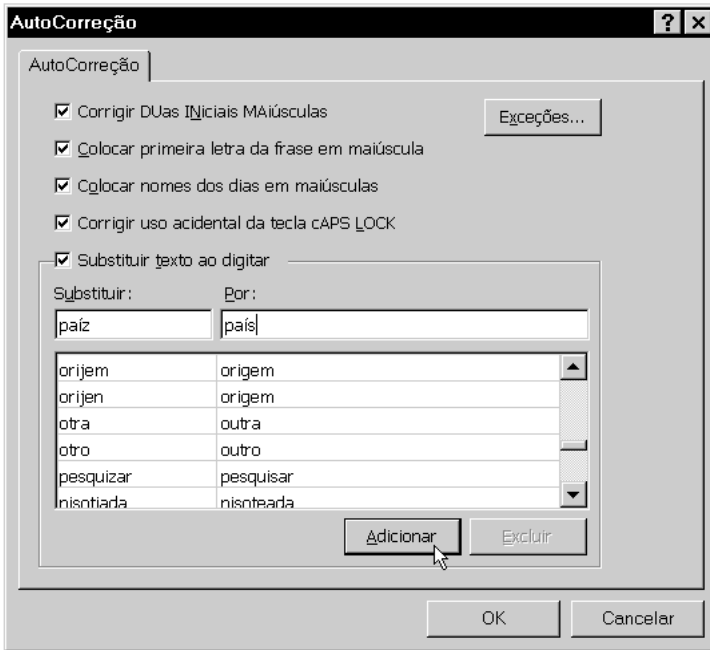 AutoCorreção
AutoCorreção
Corrigir DUas INiciais MAiúsculas
Exceções...
Colocar primeira letra da frase em maiúscula
Colocar nomes dos dias em maiúsculas
Corrigir uso acidental da tecla cAPS LOCK
Substituir texto ao digitar
Substituir: Por:
paíz país
orijem origem
orijen origem
otra outra
otro outro
pesquizar pesquisar
pisotiada pisoteada
Adicionar Excluir
OK Cancelar